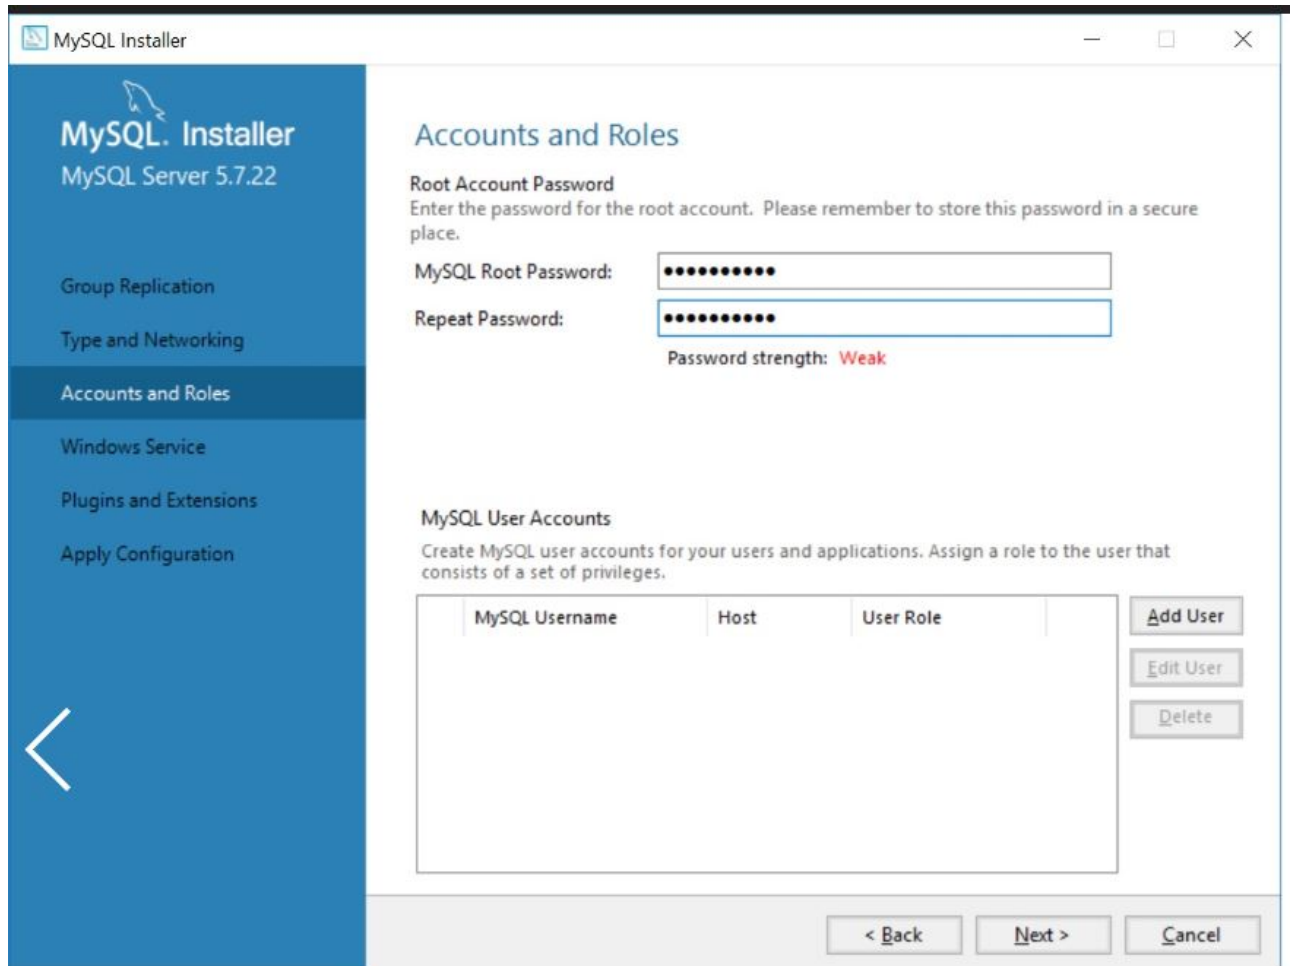 MySQL Installer
MySQL. Installer
MySQL Server 5.7.22
Group Replication
Type and Networking
Accounts and Roles
Windows Service
Plugins and Extensions
Apply Configuration
Accounts and Roles
Root Account Password
Enter the password for the root account. Please remember to store this password in a secure
place.
MySQL Root Password: ●●●●●●●●●●
Repeat Password: ●●●●●●●●●●
Password strength: Weak
MySQL User Accounts
Create MySQL user accounts for your users and applications. Assign a role to the user that
consists of a set of privileges.
MySQL Username Host User Role
Add User
Edit User
Delete
< Back Next > Cancel